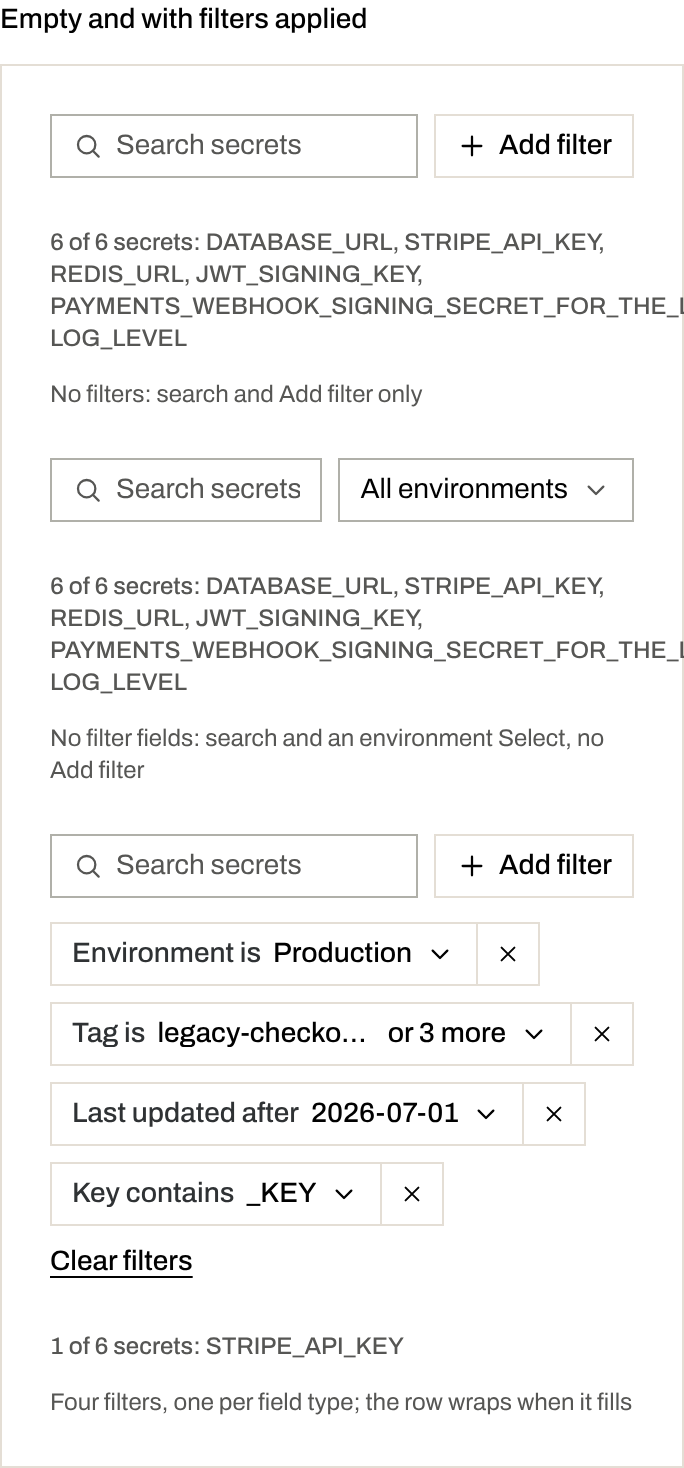 Empty and with filters applied
Search secrets
Add filter
6 of 6 secrets: DATABASE_URL, STRIPE_API_KEY,
REDIS_URL, JWT_SIGNING_KEY,
PAYMENTS_WEBHOOK_SIGNING_SECRET_FOR_THE_
LOG_LEVEL
No filters: search and Add filter only
Search secrets
All environments
6 of 6 secrets: DATABASE_URL, STRIPE_API_KEY,
REDIS_URL, JWT_SIGNING_KEY,
PAYMENTS_WEBHOOK_SIGNING_SECRET_FOR_THE_
LOG_LEVEL
No filter fields: search and an environment Select, no
Add filter
Search secrets
Add filter
Environment is Production
Tag is legacy-checko... or 3 more
Last updated after 2026-07-01
Key contains _KEY
Clear filters
1 of 6 secrets: STRIPE_API_KEY
Four filters, one per field type; the row wraps when it fills